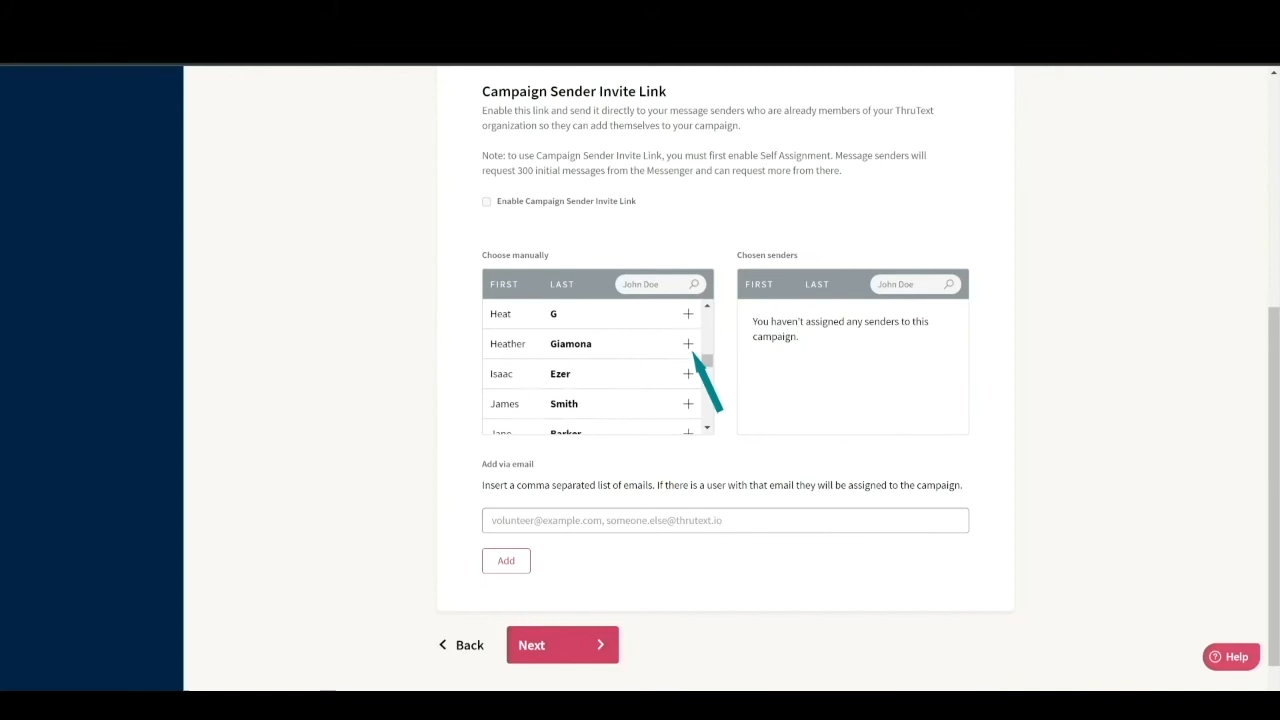 Campaign Sender Invite Link
Enable this link and send it directly to your message senders who are already members of your ThruText
organization so they can add themselves to your campaign.
Note: to use Campaign Sender Invite Link, you must first enable Self Assignment. Message senders will
request 300 initial messages from the Messenger and can request more from there.
Enable Campaign Sender Invite Link
Choose manually
FIRST LAST John Doe
Heat G
Heather Giamona
Isaac Ezer
James Smith
Jane Barker
Chosen senders
FIRST LAST John Doe
You haven't assigned any senders to this
campaign.
Add via email
Insert a comma separated list of emails. If there is a user with that email they will be assigned to the campaign.
volunteer@example.com, someone.else@thrutext.io
Add
Back Next
Help